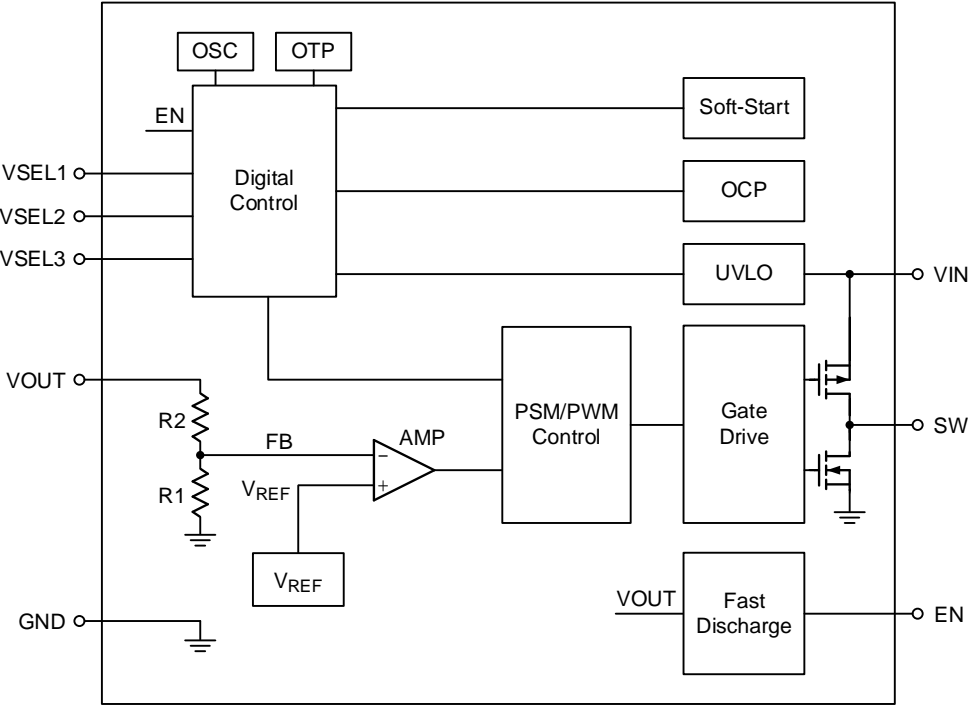 OSC
OTP
EN
Soft-Start
VSEL1
Digital
Control
OCP
VSEL2
VSEL3
UVLO
VIN
VOUT
R2
PSM/PWM
Control
Gate
Drive
SW
FB
AMP
R1
VREF
VREF
VOUT
Fast
Discharge
EN
GND